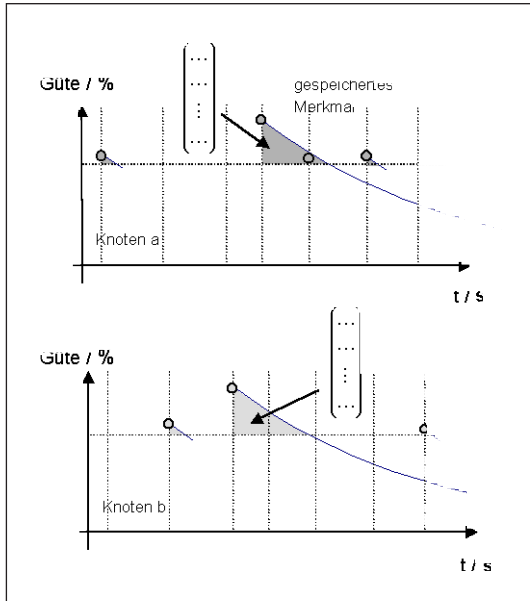 Güte / %
...
...
⋮
...
gespeichertes
Merkmal
Knoten a
t / s
Güte / %
...
...
⋮
...
Knoten b
t / s